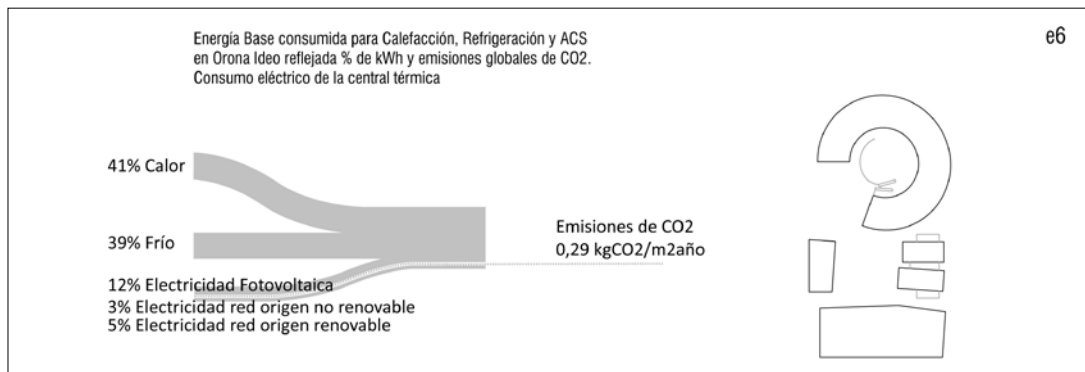 Energía Base consumida para Calefacción, Refrigeración y ACS
en Orona Ideo reflejada % de kWh y emisiones globales de CO2.
Consumo eléctrico de la central térmica
e6
41% Calor
39% Frío
12% Electricidad Fotovoltaica
3% Electricidad red origen no renovable
5% Electricidad red origen renovable
Emisiones de CO2
0,29 kgCO2/m2año